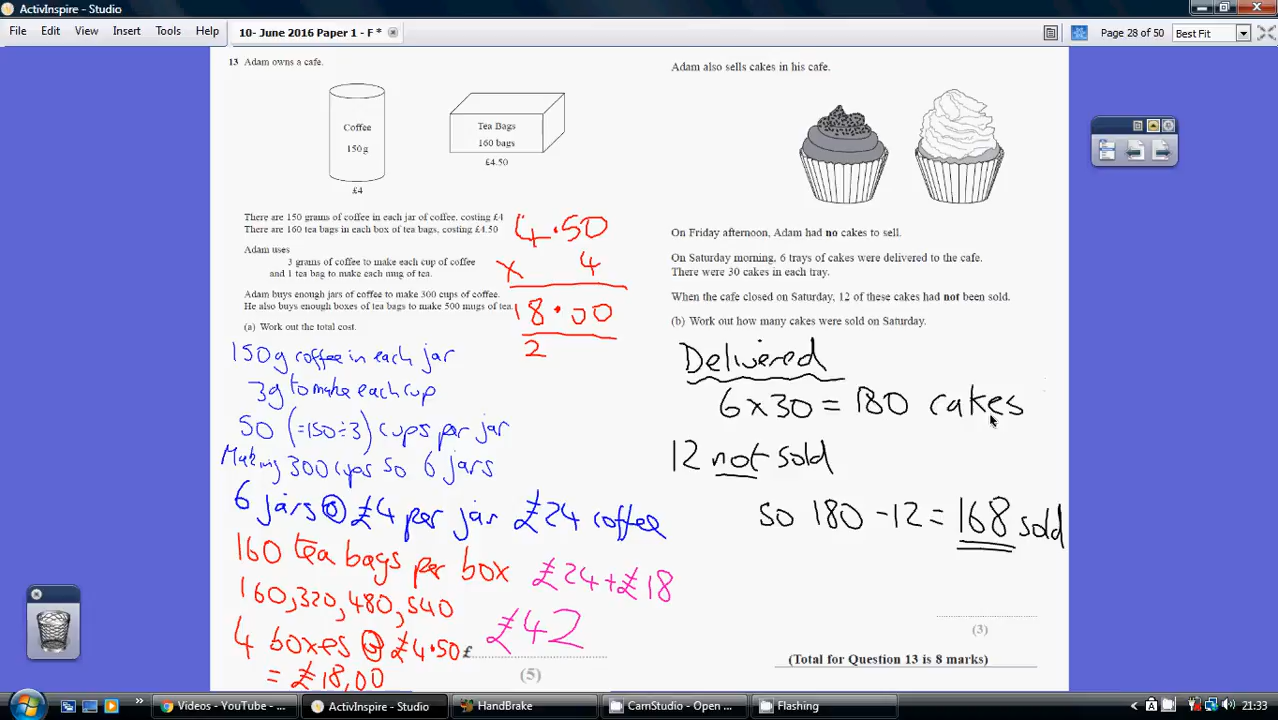 ActivInspire - Studio
File Edit View Insert Tools Help
10- June 2016 Paper 1 - F *
Page 28 of 50
Best Fit
13 Adam owns a cafe.
Coffee
150g
£4
Tea Bags
160 bags
£4.50
There are 150 grams of coffee in each jar of coffee, costing £4
There are 160 tea bags in each box of tea bags, costing £4.50
Adam uses
3 grams of coffee to make each cup of coffee
and 1 tea bag to make each mug of tea.
Adam buys enough jars of coffee to make 300 cups of coffee.
He also buys enough boxes of tea bags to make 500 mugs of tea.
(a) Work out the total cost.
4.50
x 4
18.00
2
150g coffee in each jar
3g to make each cup
50 (=150÷3) cups per jar
Making 300 cups so 6 jars
6 jars @ £4 per jar £24 coffee
160 tea bags per box
160, 320, 480, 540
4 boxes @ £4.50
= £18.00
£24+£18
£42
£
(5)
Adam also sells cakes in his cafe.
On Friday afternoon, Adam had no cakes to sell.
On Saturday morning, 6 trays of cakes were delivered to the cafe.
There were 30 cakes in each tray.
When the cafe closed on Saturday, 12 of these cakes had not been sold.
(b) Work out how many cakes were sold on Saturday.
Delivered
6x30 = 180 cakes
12 not sold
so 180 - 12 = 168 sold
(3)
(Total for Question 13 is 8 marks)
Videos - YouTube - ...
ActivInspire - Studio
HandBrake
CamStudio - Open ...
Flashing
21:33